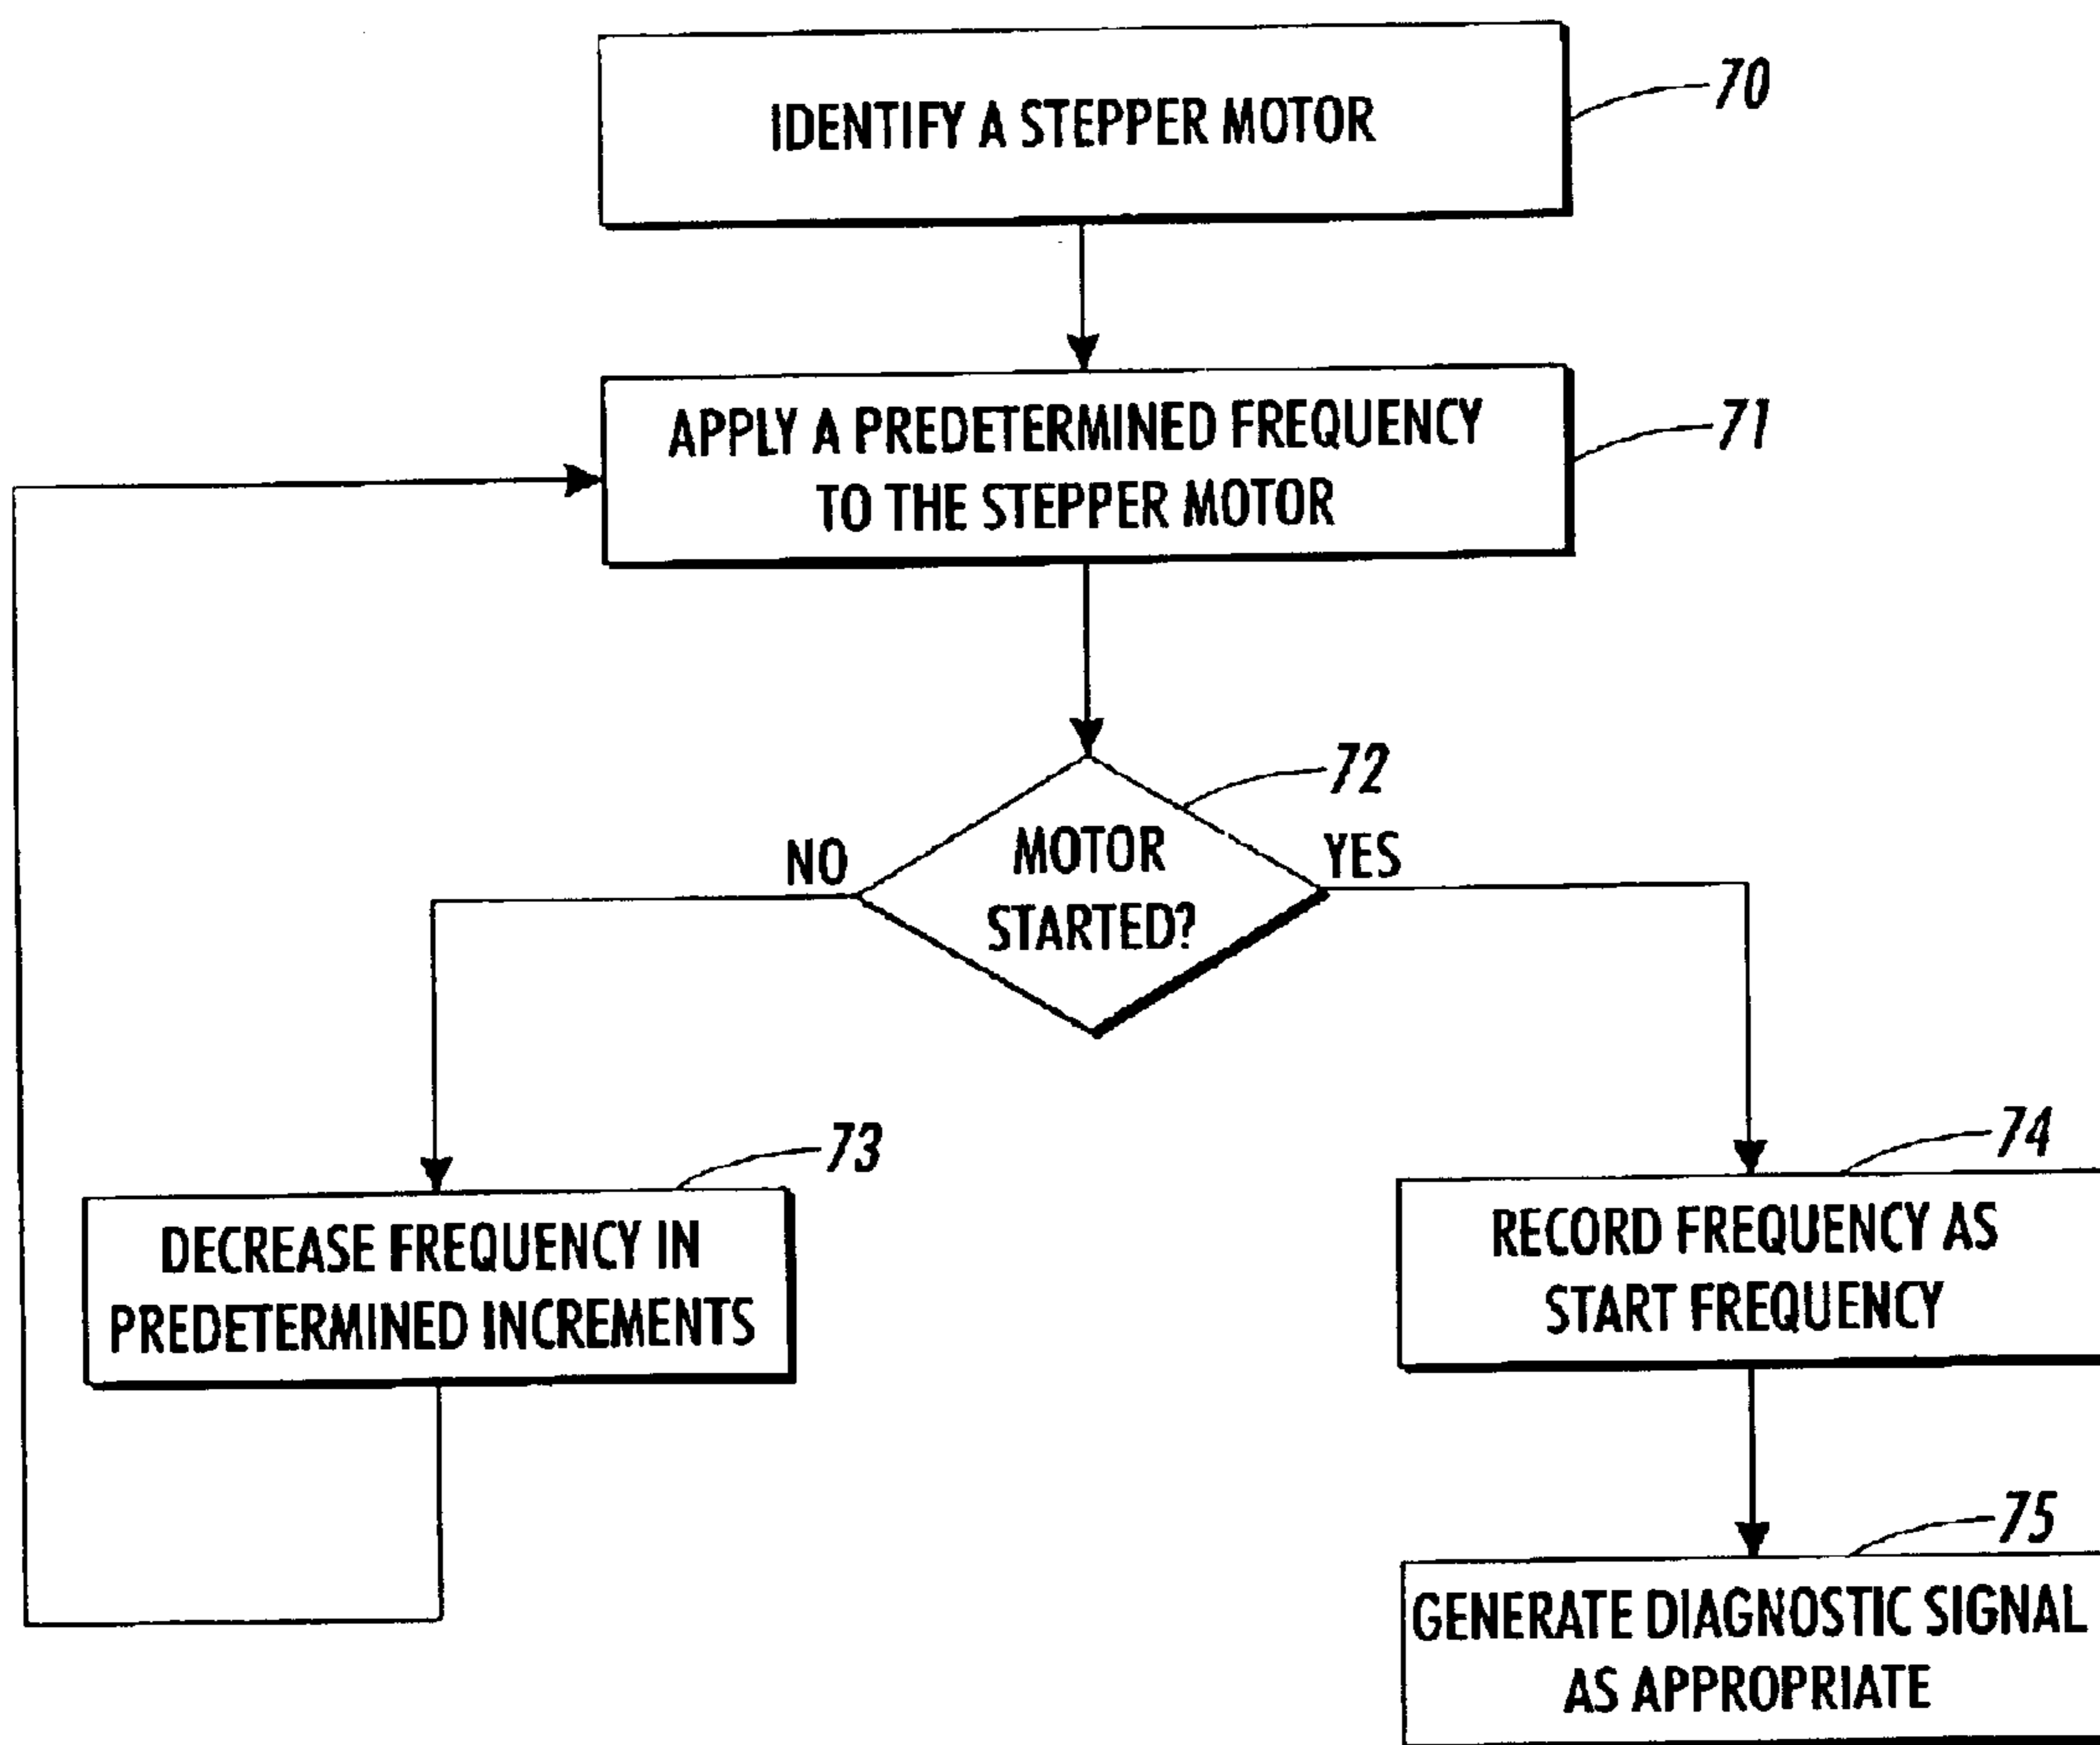 IDENTIFY A STEPPER MOTOR
70
APPLY A PREDETERMINED FREQUENCY
TO THE STEPPER MOTOR
71
72
MOTOR
STARTED?
NO
YES
73
DECREASE FREQUENCY IN
PREDETERMINED INCREMENTS
74
RECORD FREQUENCY AS
START FREQUENCY
75
GENERATE DIAGNOSTIC SIGNAL
AS APPROPRIATE